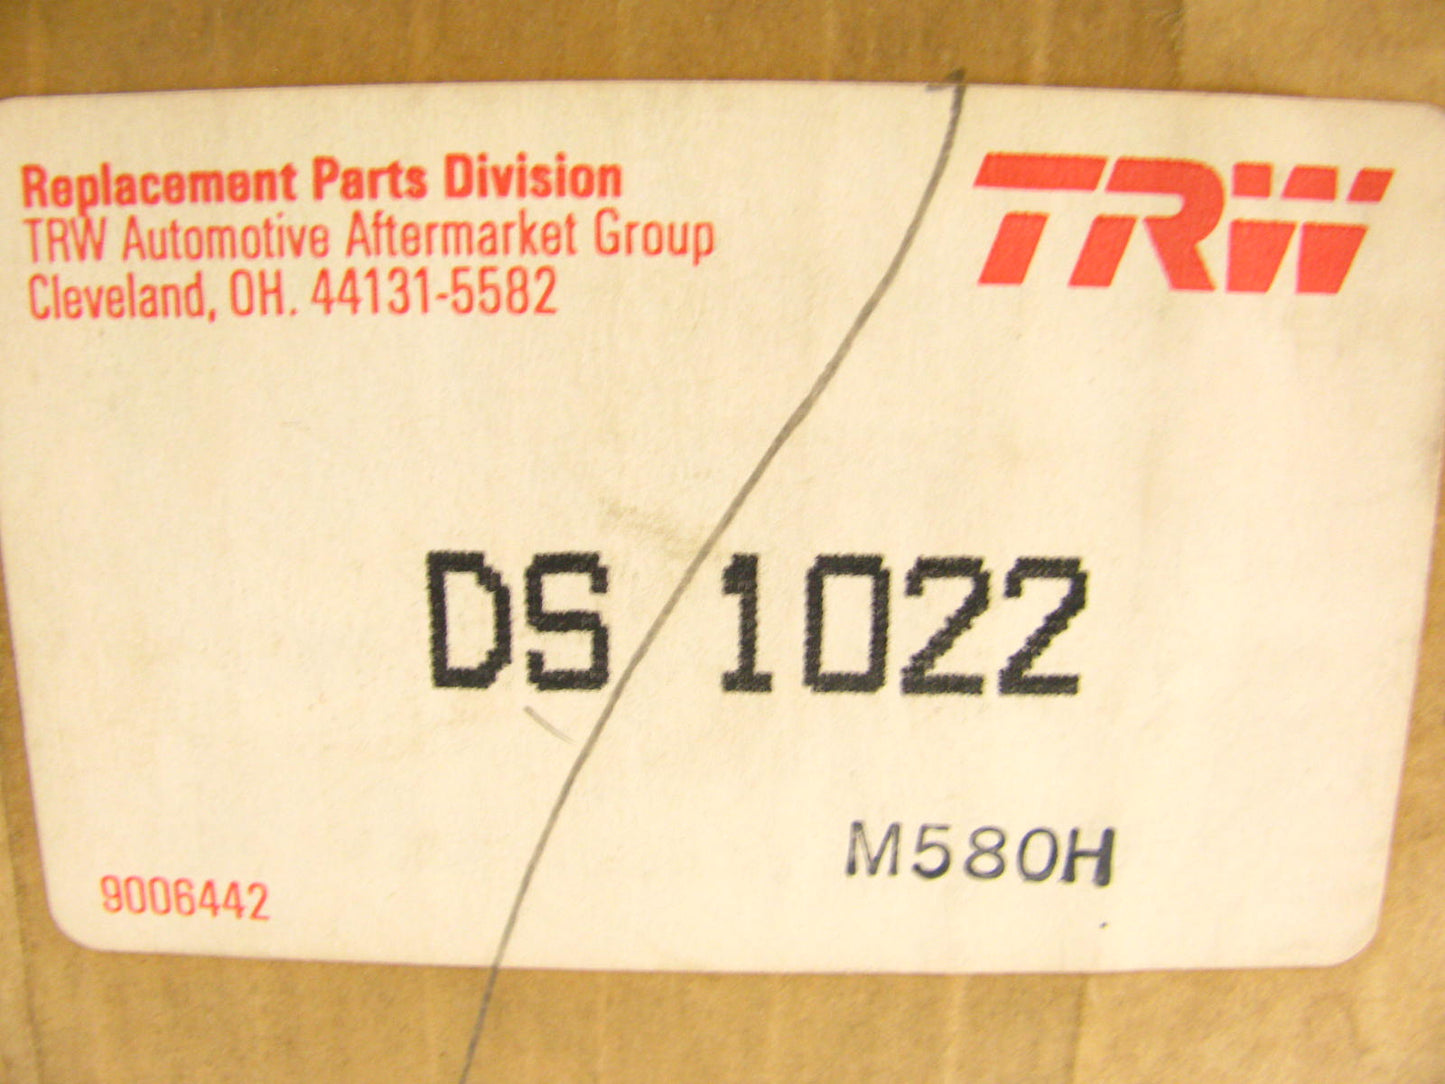 Replacement Parts Division
TRW Automotive Aftermarket Group
Cleveland, OH. 44131-5582
TRW
DS 1022
M580H
9006442